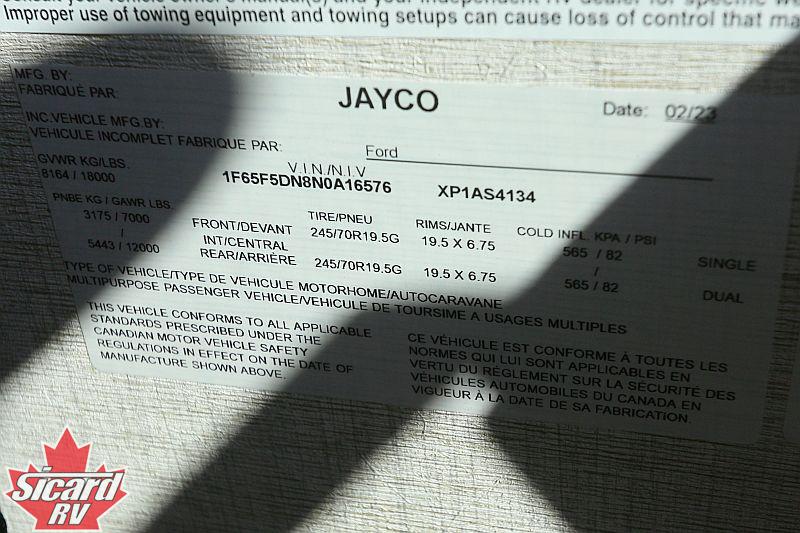 Improper use of towing equipment and towing setups can cause loss of control that ma
MFG. BY:
FABRIQUÉ PAR:
JAYCO
Date: 02/23
INC.VEHICLE MFG.BY:
VEHICULE INCOMPLET FABRIQUE PAR:
Ford
GVWR KG/LBS.
8164 / 18000
V.I.N./N.I.V
1F65F5DN8N0A16576 XP1AS4134
PNBE KG / GAWR LBS.
TIRE/PNEU RIMS/JANTE COLD INFL. KPA / PSI
3175 / 7000 FRONT/DEVANT 245/70R19.5G 19.5 X 6.75 565 / 82 SINGLE
/ INT/CENTRAL /
5443 / 12000 REAR/ARRIÈRE 245/70R19.5G 19.5 X 6.75 565 / 82 DUAL
TYPE OF VEHICLE/TYPE DE VEHICULE MOTORHOME/AUTOCARAVANE
MULTIPURPOSE PASSENGER VEHICLE/VEHICULE DE TOURSIME A USAGES MULTIPLES
THIS VEHICLE CONFORMS TO ALL APPLICABLE
STANDARDS PRESCRIBED UNDER THE
CANADIAN MOTOR VEHICLE SAFETY
REGULATIONS IN EFFECT ON THE DATE OF
MANUFACTURE SHOWN ABOVE.
CE VÉHICULE EST CONFORME À TOUTES LES
NORMES QUI LUI SONT APPLICABLES EN
VERTU DU RÈGLEMENT SUR LA SÉCURITÉ DES
VÉHICULES AUTOMOBILES DU CANADA EN
VIGUEUR À LA DATE DE SA FABRICATION.
Sicard
RV